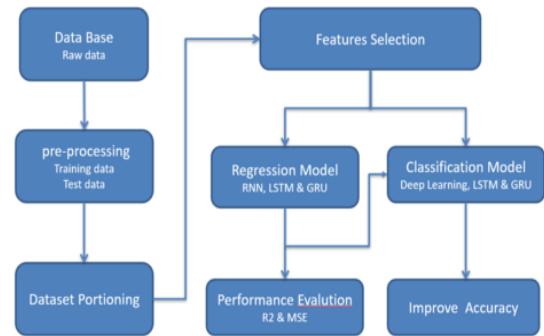 Data Base
Raw data
pre-processing
Training data
Test data
Dataset Portioning
Features Selection
Regression Model
RNN, LSTM & GRU
Classification Model
Deep Learning, LSTM & GRU
Performance Evalution
R2 & MSE
Improve Accuracy